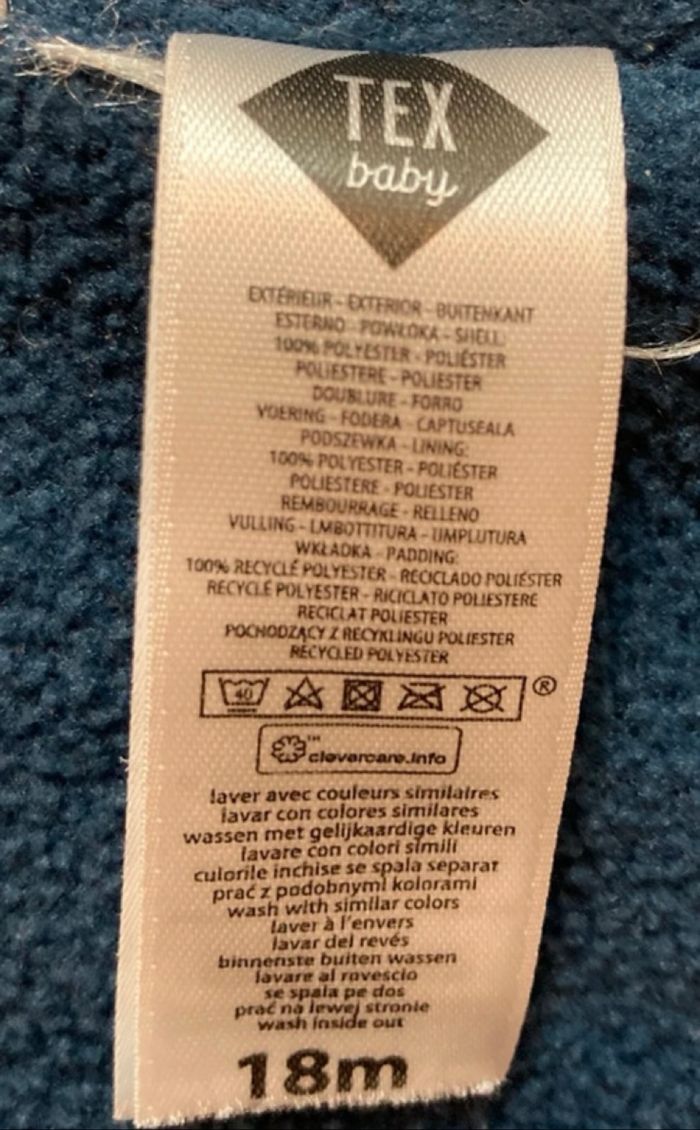 TEX
baby
EXTÉRIEUR - EXTERIOR - BUITENKANT
ESTERNO - POWŁOKA - SHELL:
100% POLYESTER - POLIÉSTER
POLIESTERE - POLIESTER
DOUBLURE - FORRO
VOERING - FODERA - CAPTUSEALA
PODSZEWKA - LINING:
100% POLYESTER - POLIÉSTER
POLIESTERE - POLIESTER
REMBOURRAGE - RELLENO
VULLING - LMBOTTITURA - UMPLUTURA
WKŁADKA - PADDING:
100% RECYCLÉ POLYESTER - RECICLADO POLIÉSTER
RECYCLÉ POLYESTER - RICICLATO POLIESTERE
RECICLAT POLIESTER
POCHODZĄCY Z RECYKLINGU POLIESTER
RECYCLED POLYESTER
40 ®
™ clevercare.info
laver avec couleurs similaires
lavar con colores similares
wassen met gelijkaardige kleuren
lavare con colori simili
culorile inchise se spala separat
prać z podobnymi kolorami
wash with similar colors
laver à l'envers
lavar del revés
binnenste buiten wassen
lavare al rovescio
se spala pe dos
prać na lewej stronie
wash inside out
18m